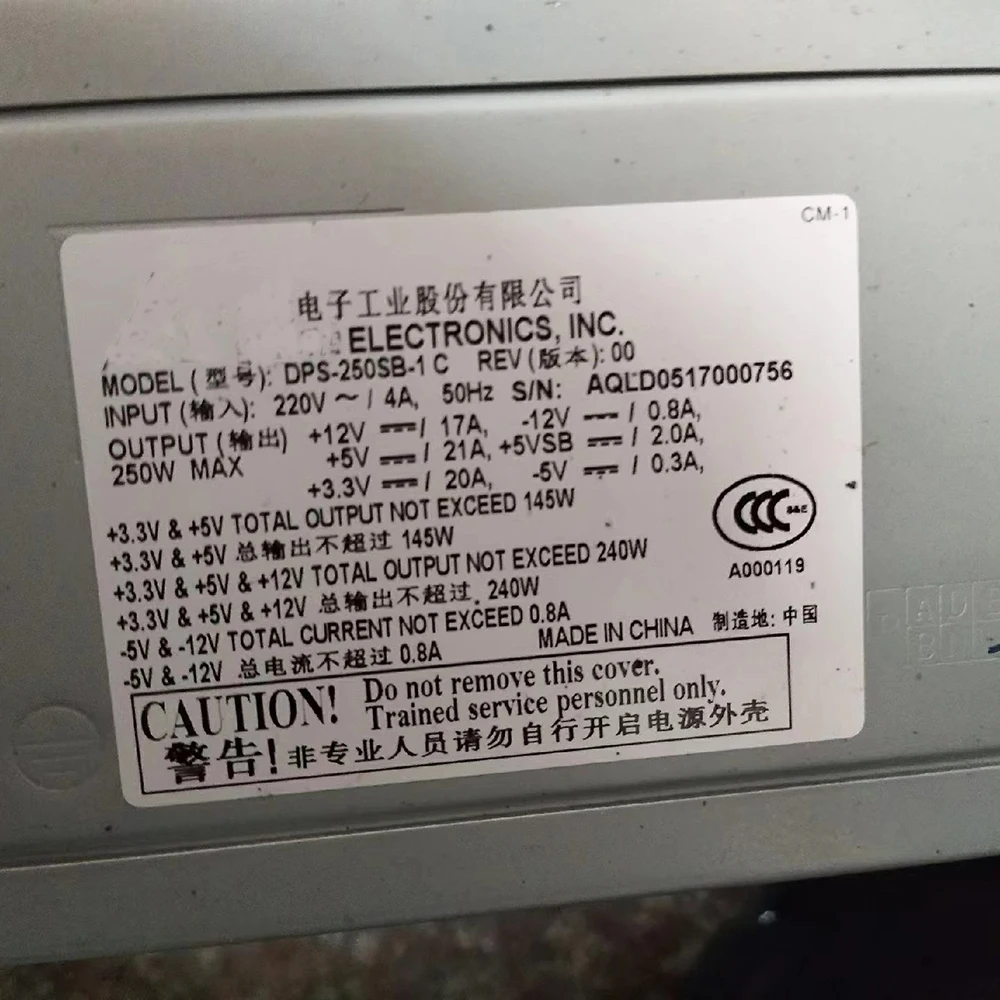 CM-1
电子工业股份有限公司
ELECTRONICS, INC.
MODEL (型号): DPS-250SB-1 C REV (版本): 00
INPUT (输入): 220V ~ / 4A, 50Hz S/N: AQLD0517000756
OUTPUT (输出) +12V ⎓ / 17A, -12V ⎓ / 0.8A,
250W MAX +5V ⎓ / 21A, +5VSB ⎓ / 2.0A,
+3.3V ⎓ / 20A, -5V ⎓ / 0.3A,
+3.3V & +5V TOTAL OUTPUT NOT EXCEED 145W
+3.3V & +5V 总输出不超过 145W
+3.3V & +5V & +12V TOTAL OUTPUT NOT EXCEED 240W
+3.3V & +5V & +12V 总输出不超过 240W
-5V & -12V TOTAL CURRENT NOT EXCEED 0.8A
-5V & -12V 总电流不超过 0.8A
CCC S&E
A000119
MADE IN CHINA 制造地: 中国
CAUTION! Do not remove this cover.
Trained service personnel only.
警告! 非专业人员请勿自行开启电源外壳